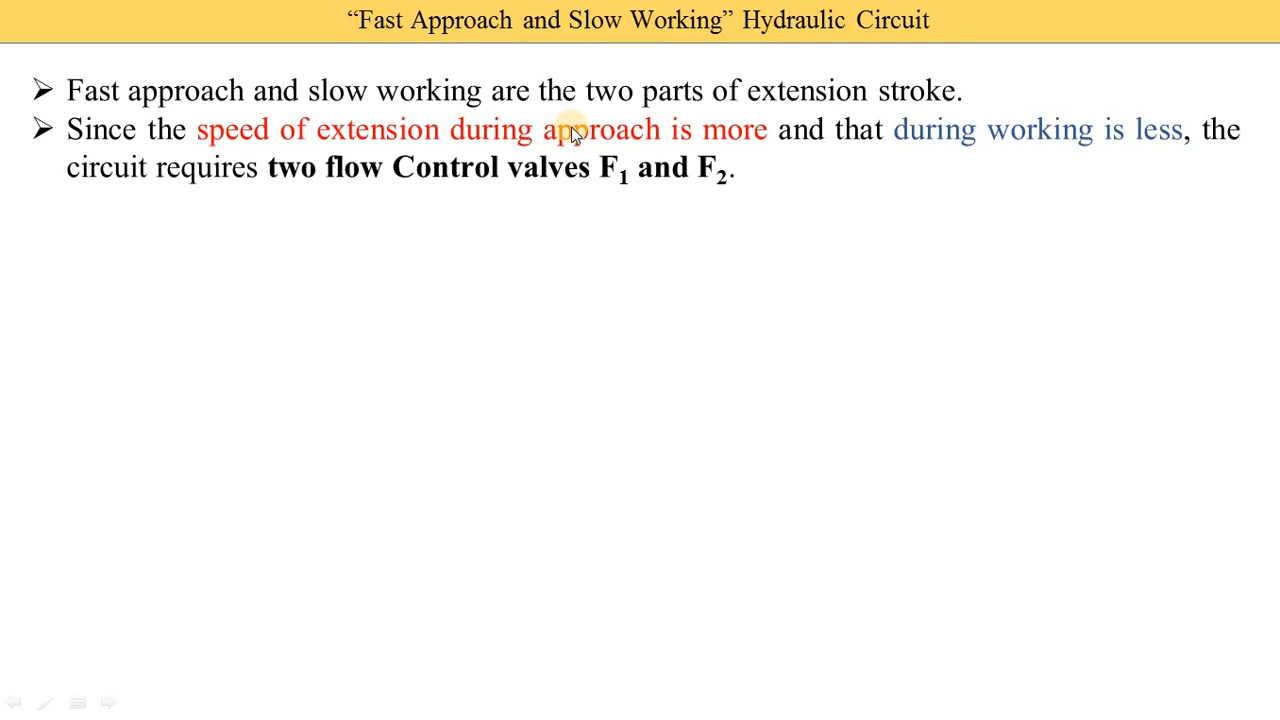 “Fast Approach and Slow Working” Hydraulic Circuit
➢ Fast approach and slow working are the two parts of extension stroke.
➢ Since the speed of extension during approach is more and that during working is less, the
circuit requires two flow Control valves F₁ and F₂.